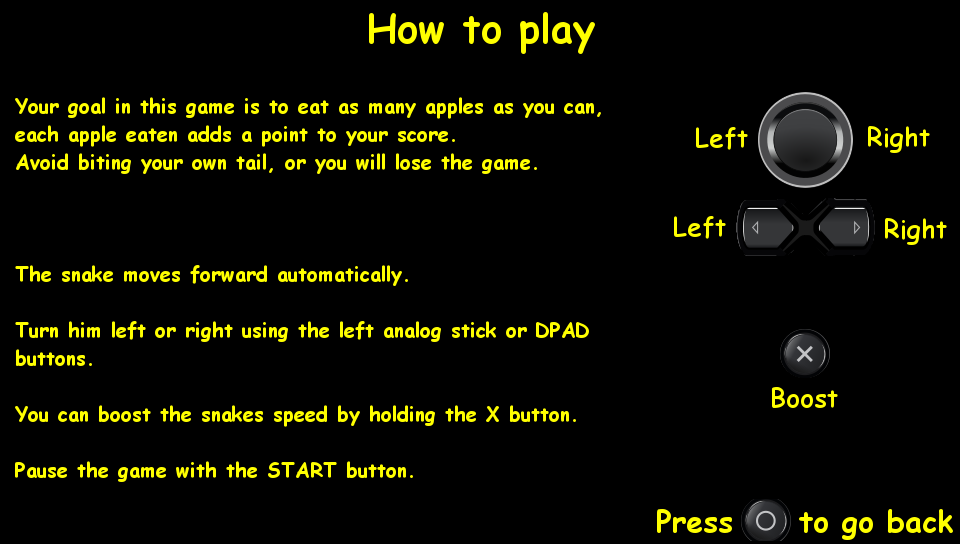 How to play
Your goal in this game is to eat as many apples as you can,
each apple eaten adds a point to your score.
Avoid biting your own tail, or you will lose the game.
Left Right
Left Right
The snake moves forward automatically.
Turn him left or right using the left analog stick or DPAD
buttons.
Boost
You can boost the snakes speed by holding the X button.
Pause the game with the START button.
Press to go back